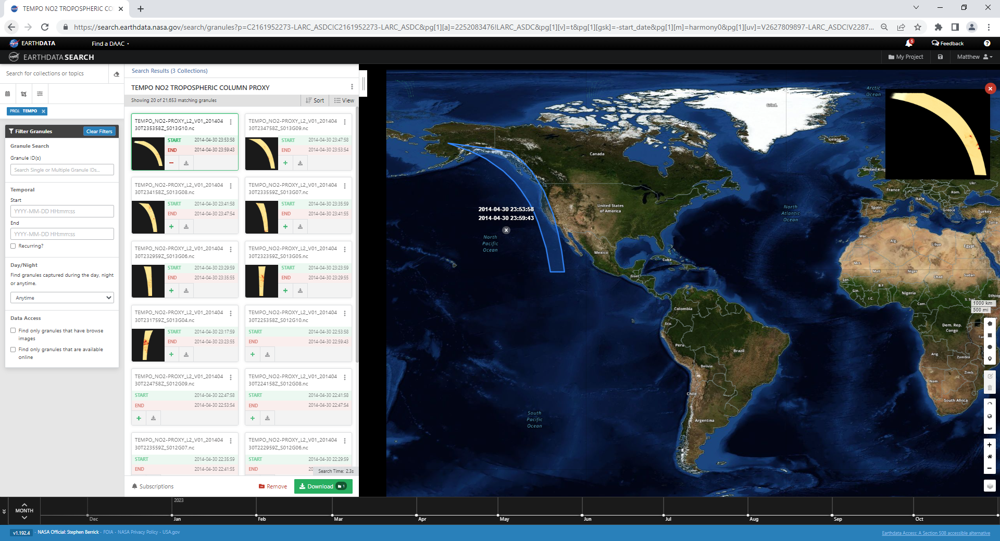 TEMPO NO2 TROPOSPHERIC CO
https://search.earthdata.nasa.gov/search/granules?p=C2161952273-LARC_ASDC!C2161952273-LARC_ASDC&pg[1][a]=2252083476!LARC_ASDC&pg[1][v]=t&pg[1][gsk]=-start_date&pg[1][m]=harmony0&pg[1][uv]=V2627809897-LARC_ASDC!V2287...
EARTHDATA
Find a DAAC
6
Feedback
EARTHDATA SEARCH
My Project
Matthew
Search for collections or topics
PROJ. TEMPO
Filter Granules
Clear Filters
Granule Search
Granule ID(s)
Search Single or Multiple Granule IDs...
Temporal
Start
YYYY-MM-DD HH:mm:ss
End
YYYY-MM-DD HH:mm:ss
Recurring?
Day/Night
Find granules captured during the day, night
or anytime.
Anytime
Data Access
Find only granules that have browse
images
Find only granules that are available
online
Search Results (3 Collections)
TEMPO NO2 TROPOSPHERIC COLUMN PROXY
Showing 20 of 21,653 matching granules
Sort
View
TEMPO_NO2-PROXY_L2_V01_201404
30T235358Z_S013G10.nc
START 2014-04-30 23:53:58
END 2014-04-30 23:59:43
TEMPO_NO2-PROXY_L2_V01_201404
30T234758Z_S013G09.nc
START 2014-04-30 23:47:58
END 2014-04-30 23:53:54
TEMPO_NO2-PROXY_L2_V01_201404
30T234158Z_S013G08.nc
START 2014-04-30 23:41:58
END 2014-04-30 23:47:54
TEMPO_NO2-PROXY_L2_V01_201404
30T233559Z_S013G07.nc
START 2014-04-30 23:35:59
END 2014-04-30 23:41:55
TEMPO_NO2-PROXY_L2_V01_201404
30T232959Z_S013G06.nc
START 2014-04-30 23:29:59
END 2014-04-30 23:35:55
TEMPO_NO2-PROXY_L2_V01_201404
30T232359Z_S013G05.nc
START 2014-04-30 23:23:59
END 2014-04-30 23:29:55
TEMPO_NO2-PROXY_L2_V01_201404
30T231759Z_S013G04.nc
START 2014-04-30 23:17:59
END 2014-04-30 23:23:55
TEMPO_NO2-PROXY_L2_V01_201404
30T225358Z_S012G10.nc
START 2014-04-30 22:53:58
END 2014-04-30 22:59:43
TEMPO_NO2-PROXY_L2_V01_201404
30T224758Z_S012G09.nc
START 2014-04-30 22:47:58
END 2014-04-30 22:53:54
TEMPO_NO2-PROXY_L2_V01_201404
30T224158Z_S012G08.nc
START 2014-04-30 22:41:58
END 2014-04-30 22:47:54
TEMPO_NO2-PROXY_L2_V01_201404
30T223559Z_S012G07.nc
START 2014-04-30 22:35:59
END 2014-04-30 22:41:55
TEMPO_NO2-PROXY_L2_V01_201404
30T222959Z_S012G06.nc
START 2014-04-30 22:29:59
END 20
Search Time: 2.3s
Subscriptions
Remove
Download 1
Arctic
Ocean
Grlnd.
Iceland
Canada
United King
Ukr.
France
Rom.
Italy
Spain
Greece
Turkey
United States
of America
North
Atlantic
Ocean
2014-04-30 23:53:58
2014-04-30 23:59:43
North
Pacific
Ocean
Mexico
Cuba
Guat.
Tun.
Syria
Mor.
Alg.
Libya
Egypt
Mrt.
Mali
Niger
Chad
Sudan
Sen.
Gin.
B.F.
Nigeria
I.C.
Cam.
S. Sud.
Ethiop
1000 km
500 mi
Colombia
Ecu.
Peru
Brazil
Bolivia
Chile
Argentina
South
Pacific
Ocean
Dem. Rep.
Congo
Tan
Ang.
Zambia
Zimb.
Nam.
South Africa
MONTH
2023
Dec
Jan
Feb
Mar
Apr
May
Jun
Jul
Aug
Sep
Oct
v1.192.4 · NASA Official: Stephen Berrick · FOIA · NASA Privacy Policy · USA.gov
Earthdata Access: A Section 508 accessible alternative